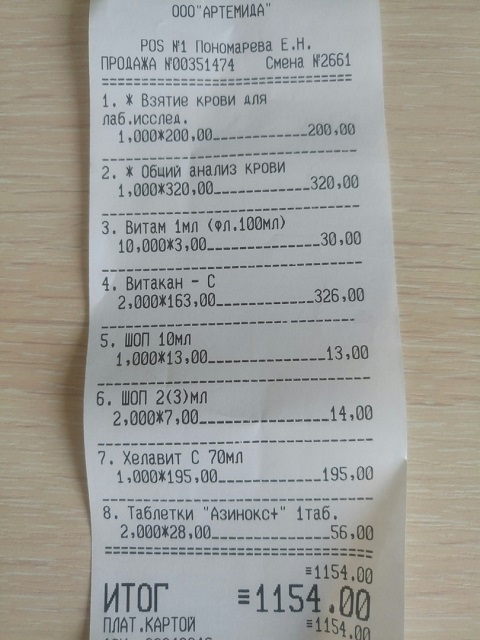 ООО"АРТЕМИДА"
POS №1 Пономарева Е.Н.
ПРОДАЖА №00351474 Смена №2661
1. * Взятие крови для
лаб.исслед.
1,000*200,00 200,00
2. * Общий анализ крови
1,000*320,00 320,00
3. Витам 1мл (фл.100мл)
10,000*3,00 30,00
4. Витакан - С
2,000*163,00 326,00
5. ШОП 10мл
1,000*13,00 13,00
6. ШОП 2(3)мл
2,000*7,00 14,00
7. Хелавит С 70мл
1,000*195,00 195,00
8. Таблетки "Азинокс+" 1таб.
2,000*28,00 56,00
≡1154.00
ИТОГ ≡1154.00
ПЛАТ.КАРТОЙ ≡1154.00